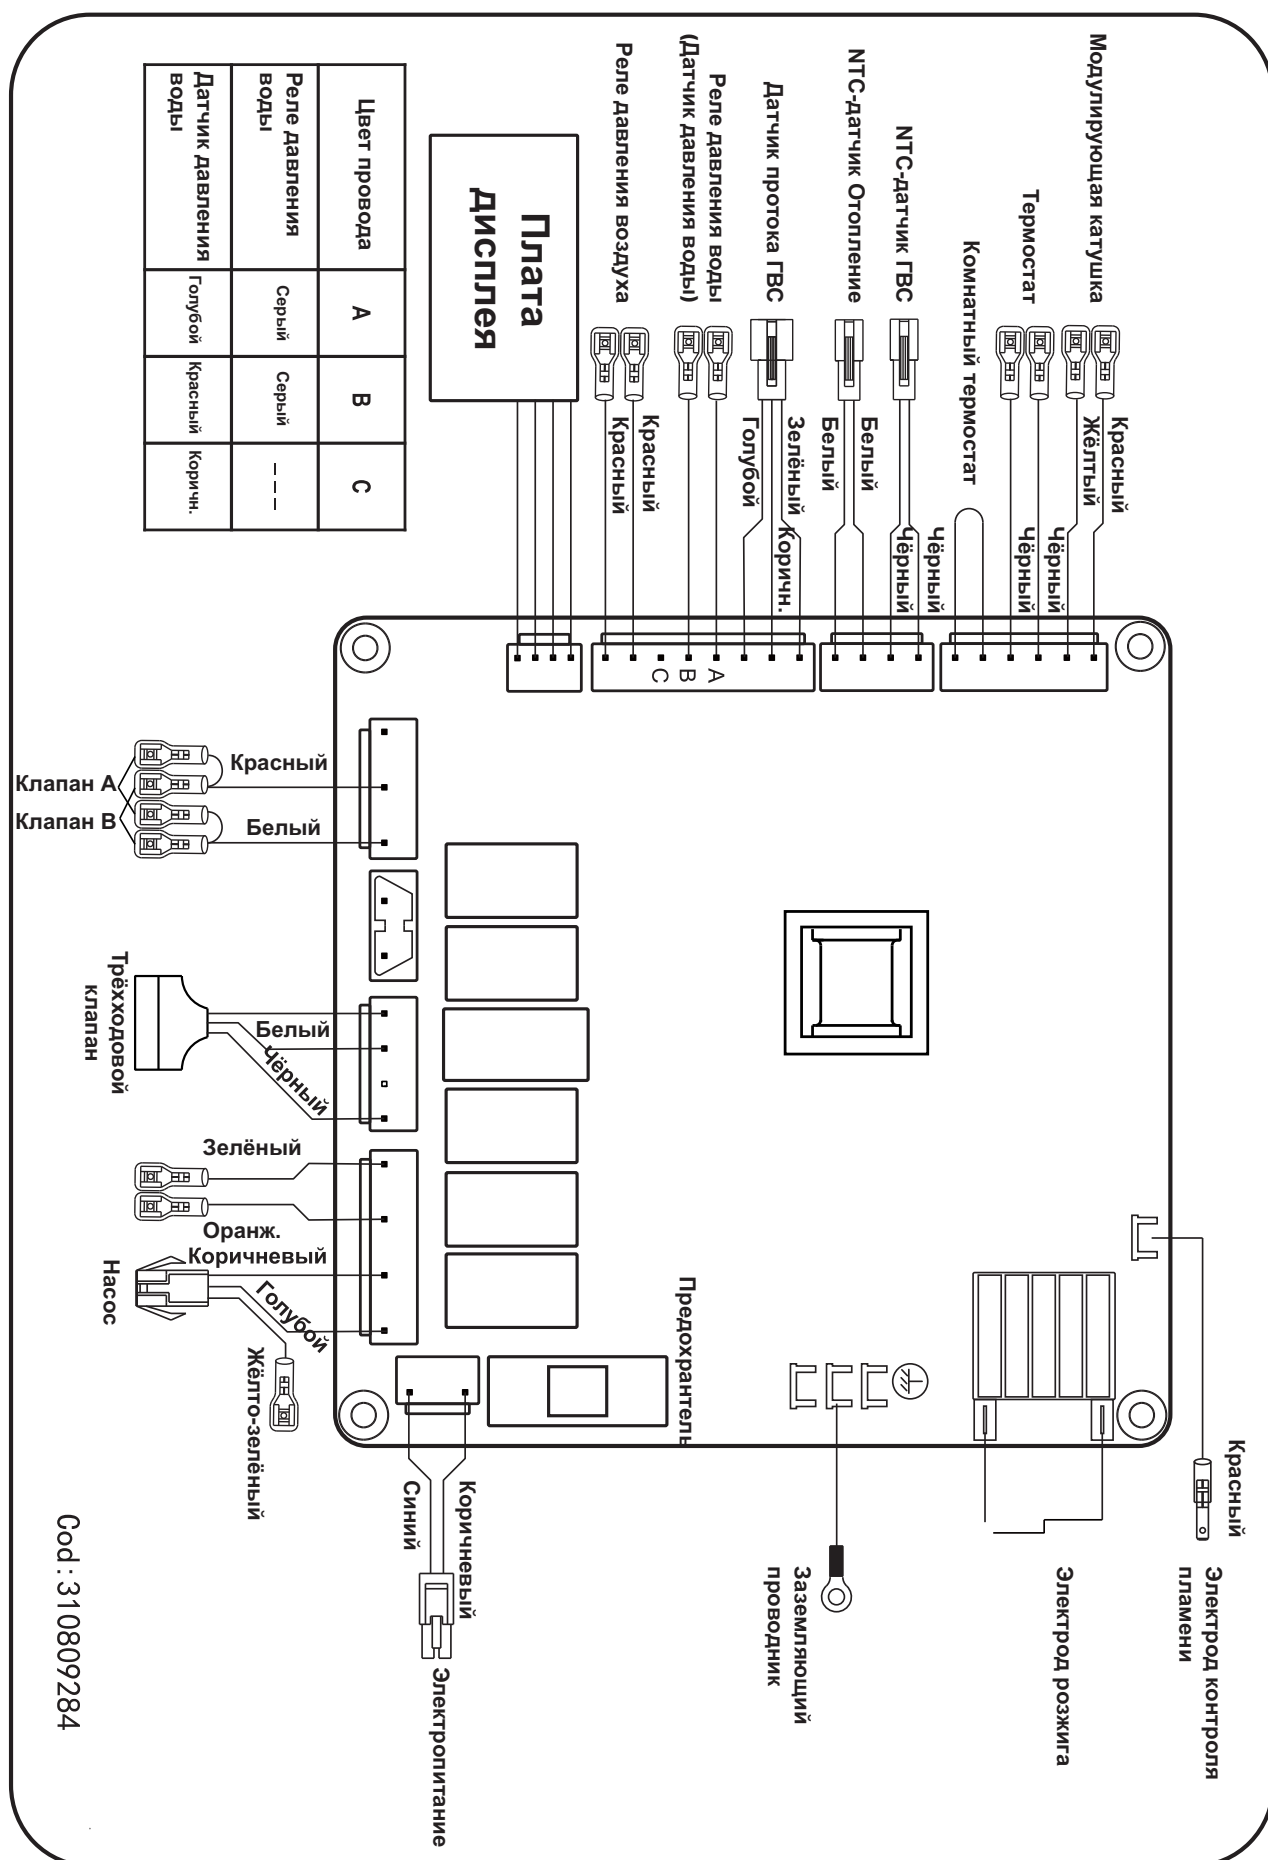 Цвет провода
A
B
C
Реле давления
воды
Серый
Серый
– – –
Датчик давления
воды
Голубой
Красный
Коричн.
Плата
дисплея
Реле давления воздуха
Красный
Красный
Реле давления воды
(Датчик давления воды)
Датчик протока ГВС
Голубой
Зелёный
Коричн.
NTC-датчик Отопление
Белый
Белый
NTC-датчик ГВС
Чёрный
Чёрный
Комнатный термостат
Термостат
Чёрный
Чёрный
Модулирующая катушка
Жёлтый
Красный
C
B
A
Клапан A
Клапан B
Красный
Белый
Трёхходовой
клапан
Белый
Чёрный
Зелёный
Оранж.
Коричневый
Голубой
Насос
Жёлто-зелёный
Предохрантель
Синий
Коричневый
Электропитание
Заземляющий
проводник
Электрод розжига
Красный
Электрод контроля
пламени
Cod: 310809284